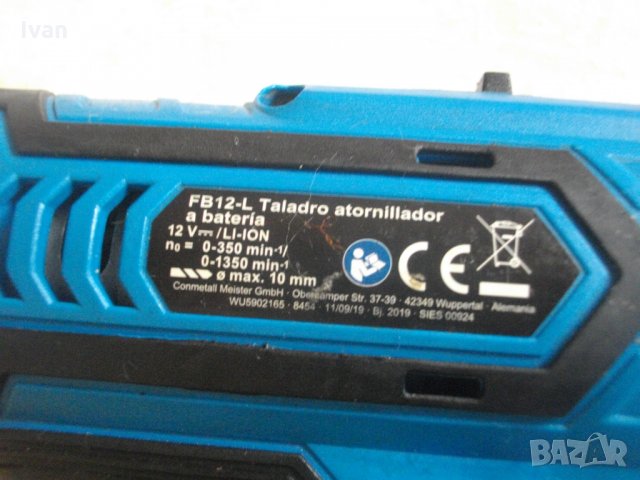 Ivan
FB12-L Taladro atornillador
a batería
12 V⎓/LI-ION
n₀ = 0-350 min⁻¹/
0-1350 min⁻¹
ø max. 10 mm
CE
Conmetall Meister GmbH · Oberkamper Str. 37-39 · 42349 Wuppertal · Alemania
WU5902165 · 8454 · 11/09/19 · Bj. 2019 · SIES 00924
BAZAR